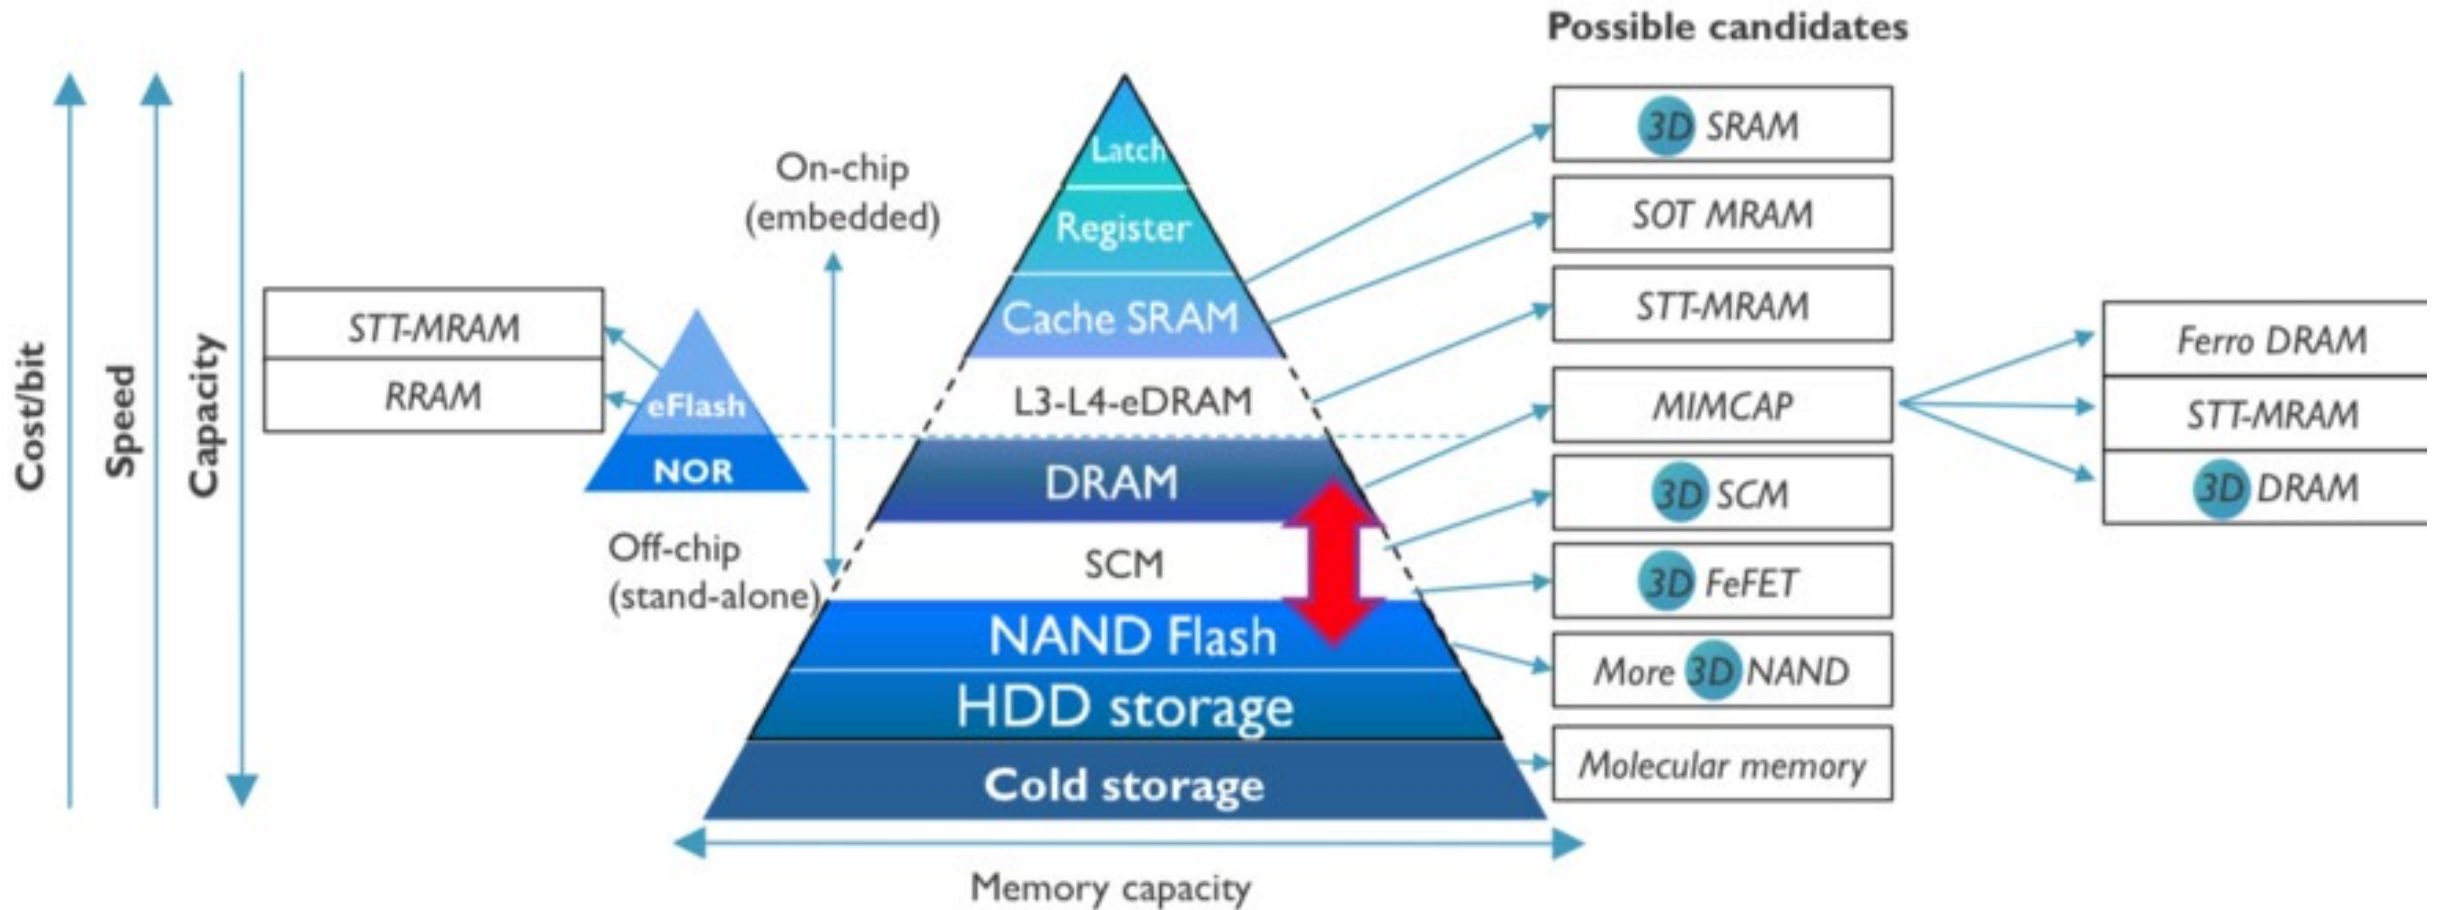 Possible candidates
Cost/bit
Speed
Capacity
STT-MRAM
RRAM
eFlash
NOR
On-chip
(embedded)
Off-chip
(stand-alone)
Latch
Register
Cache SRAM
L3-L4-eDRAM
DRAM
SCM
NAND Flash
HDD storage
Cold storage
Memory capacity
3D SRAM
SOT MRAM
STT-MRAM
MIMCAP
3D SCM
3D FeFET
More 3D NAND
Molecular memory
Ferro DRAM
STT-MRAM
3D DRAM